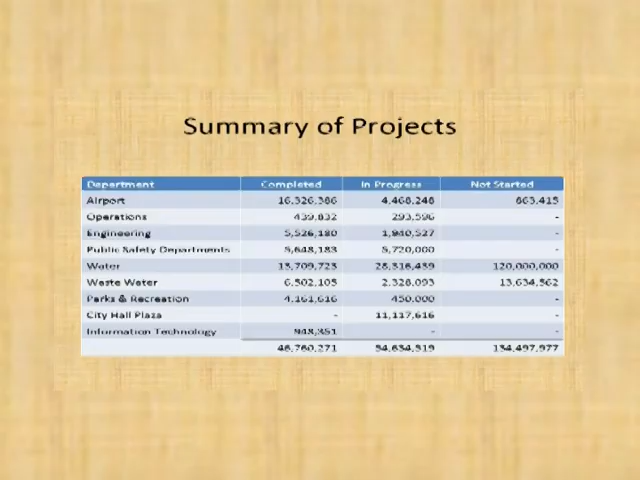 Summary of Projects
Department Completed In Progress Not Started
Airport 16,326,386 4,468,248 863,415
Operations 439,832 293,596 -
Engineering 5,526,180 1,940,527 -
Public Safety Departments 5,648,183 5,720,000 -
Water 13,709,723 28,316,439 120,000,000
Waste Water 6,502,105 2,328,093 13,634,562
Parks & Recreation 4,161,616 450,000 -
City Hall Plaza - 11,117,616 -
Information Technology 948,351 - -
46,760,271 54,634,519 134,497,977